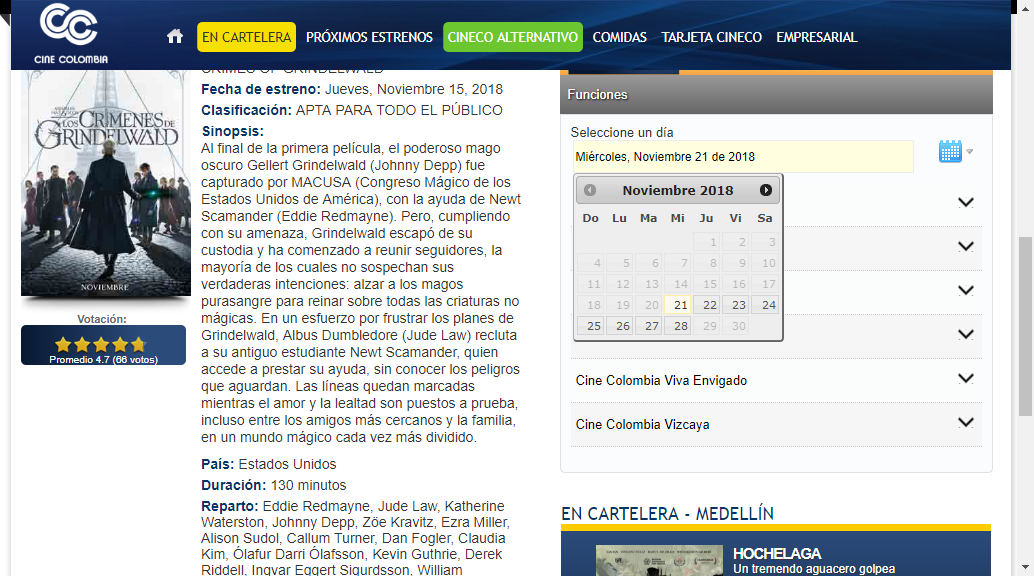 CINE COLOMBIA
EN CARTELERA
PRÓXIMOS ESTRENOS
CINECO ALTERNATIVO
COMIDAS
TARJETA CINECO
EMPRESARIAL
LOS CRÍMENES DE
GRINDELWALD
NOVIEMBRE
Votación:
Promedio 4.7 (66 votos)
CRIMES OF GRINDELWALD
Fecha de estreno: Jueves, Noviembre 15, 2018
Clasificación: APTA PARA TODO EL PÚBLICO
Sinopsis:
Al final de la primera película, el poderoso mago
oscuro Gellert Grindelwald (Johnny Depp) fue
capturado por MACUSA (Congreso Mágico de los
Estados Unidos de América), con la ayuda de Newt
Scamander (Eddie Redmayne). Pero, cumpliendo
con su amenaza, Grindelwald escapó de su
custodia y ha comenzado a reunir seguidores, la
mayoría de los cuales no sospechan sus
verdaderas intenciones: alzar a los magos
purasangre para reinar sobre todas las criaturas no
mágicas. En un esfuerzo por frustrar los planes de
Grindelwald, Albus Dumbledore (Jude Law) recluta
a su antiguo estudiante Newt Scamander, quien
accede a prestar su ayuda, sin conocer los peligros
que aguardan. Las líneas quedan marcadas
mientras el amor y la lealtad son puestos a prueba,
incluso entre los amigos más cercanos y la familia,
en un mundo mágico cada vez más dividido.
País: Estados Unidos
Duración: 130 minutos
Reparto: Eddie Redmayne, Jude Law, Katherine
Waterston, Johnny Depp, Zöe Kravitz, Ezra Miller,
Alison Sudol, Callum Turner, Dan Fogler, Claudia
Kim, Ólafur Darri Ólafsson, Kevin Guthrie, Derek
Riddell, Ingvar Eggert Sigurdsson, William
Funciones
Seleccione un día
Miércoles, Noviembre 21 de 2018
Noviembre 2018
Do Lu Ma Mi Ju Vi Sa
1 2 3
4 5 6 7 8 9 10
11 12 13 14 15 16 17
18 19 20 21 22 23 24
25 26 27 28 29 30
Cine Colombia Viva Envigado
Cine Colombia Vizcaya
EN CARTELERA - MEDELLÍN
HOCHELAGA
Un tremendo aguacero golpea